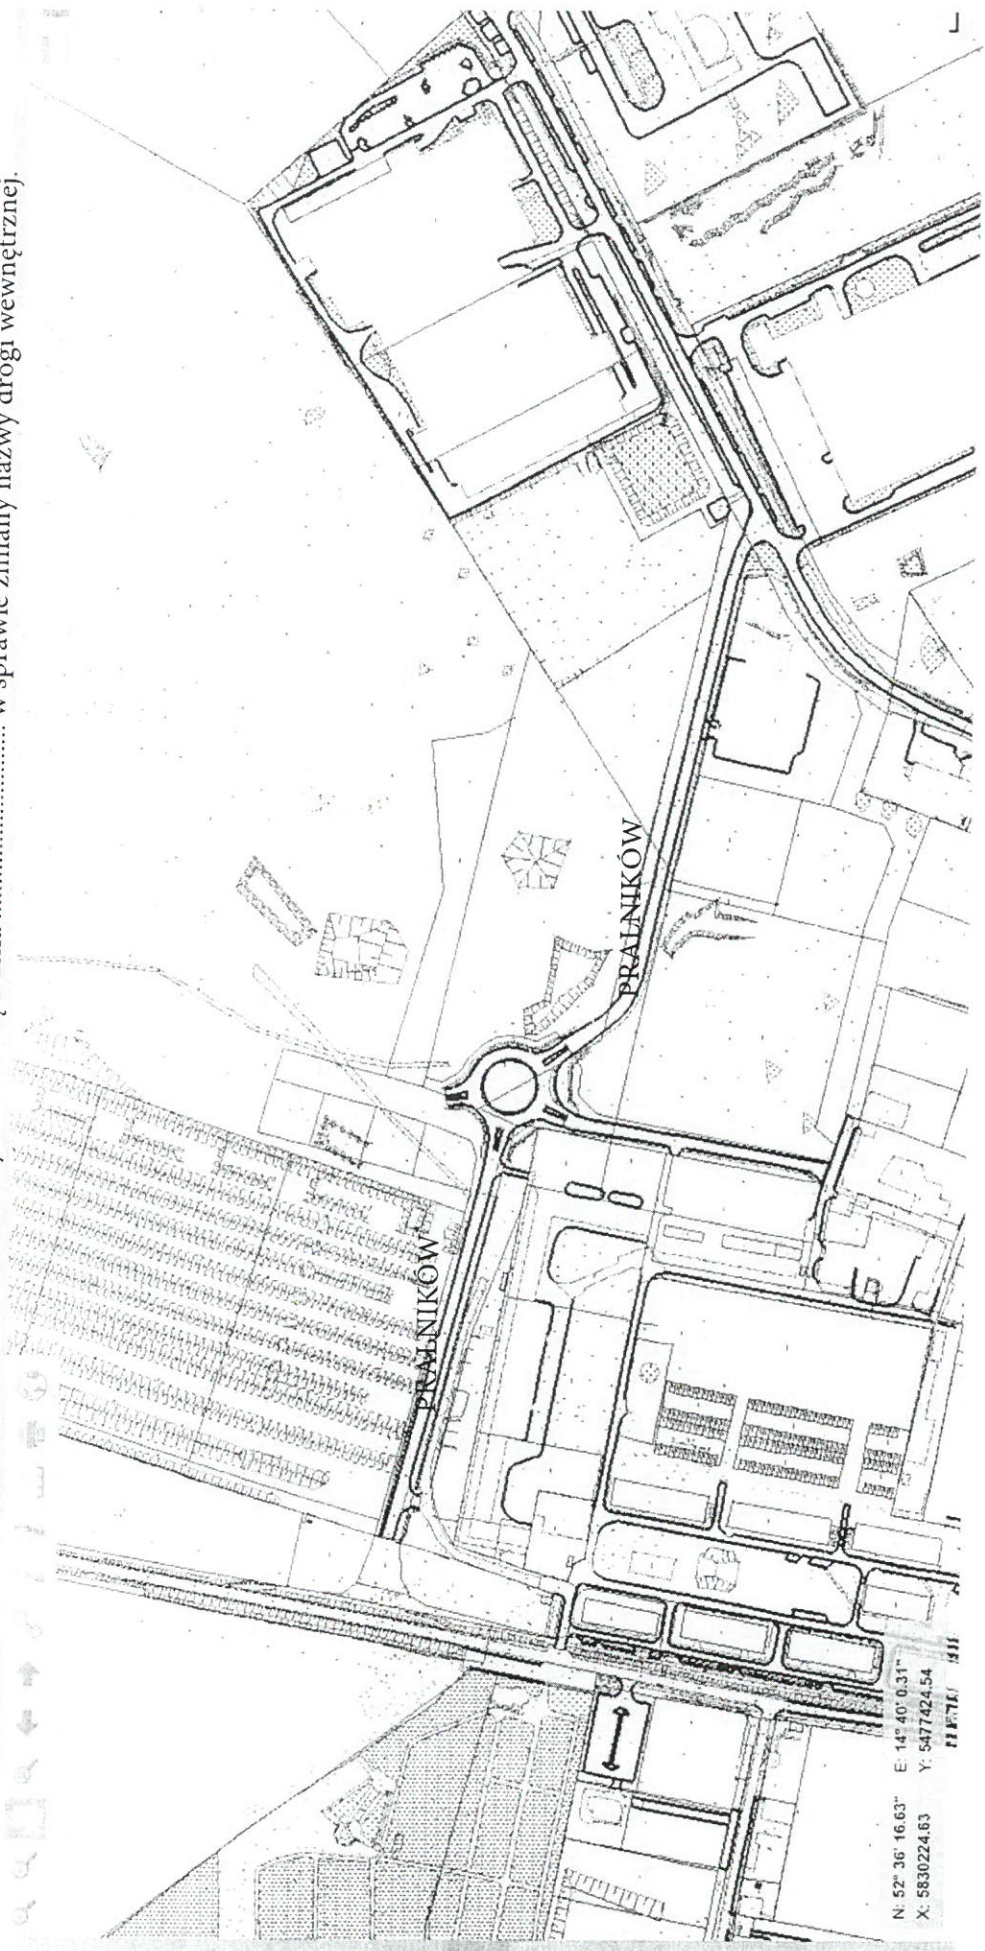 w sprawie zmiany nazwy drogi wewnętrznej.
PRALNIKÓW
PRALNIKÓW
N: 52° 36' 16.63" E: 14° 40' 0.31"
X: 5830224.63 Y: 5477424.54